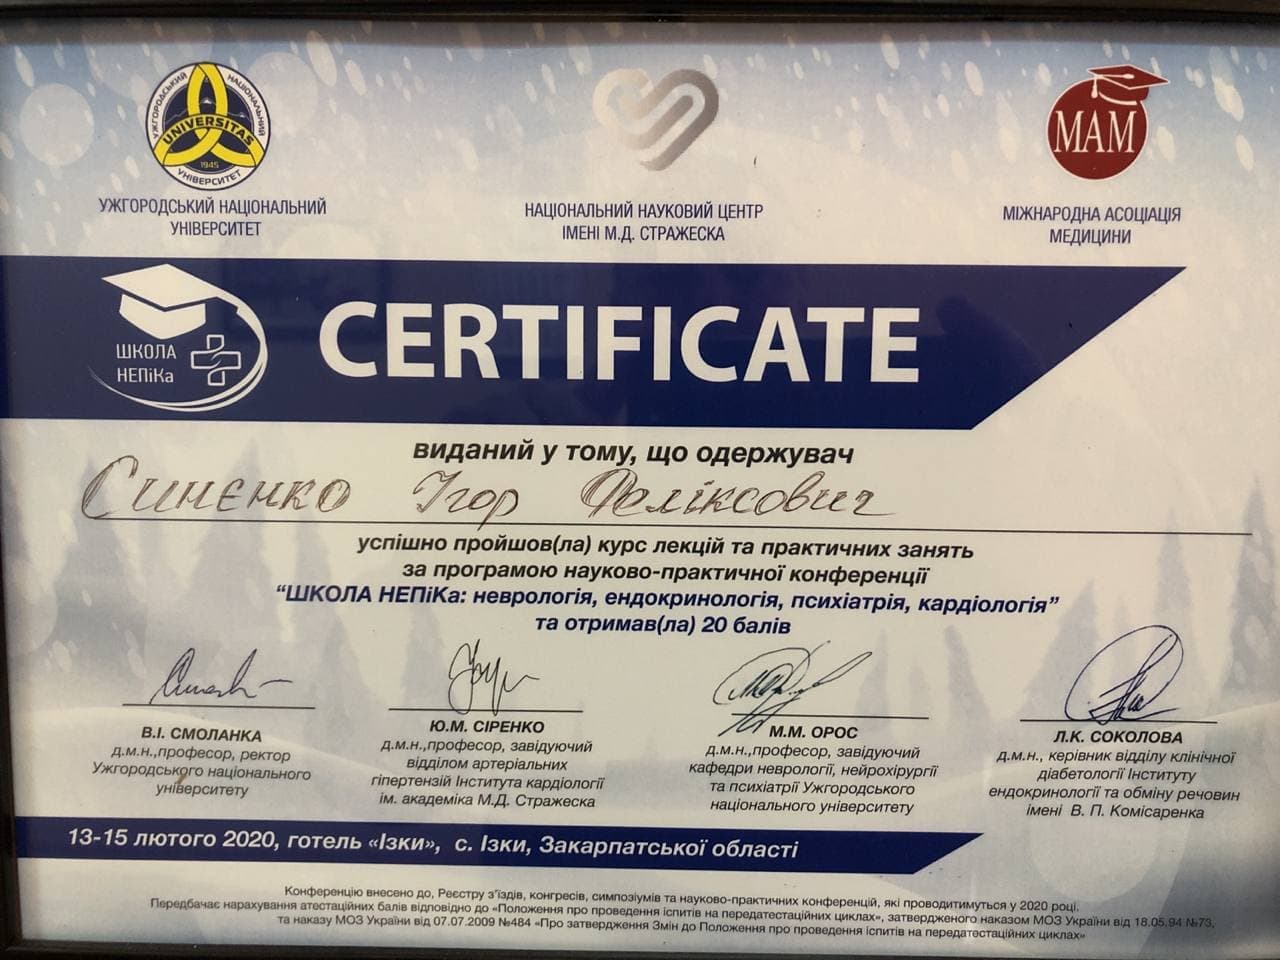 УЖГОРОДСЬКИЙ НАЦІОНАЛЬНИЙ
UNIVERSITAS
1945
УНІВЕРСИТЕТ
УЖГОРОДСЬКИЙ НАЦІОНАЛЬНИЙ
УНІВЕРСИТЕТ
НАЦІОНАЛЬНИЙ НАУКОВИЙ ЦЕНТР
ІМЕНІ М.Д. СТРАЖЕСКА
МАМ
МІЖНАРОДНА АСОЦІАЦІЯ
МЕДИЦИНИ
ШКОЛА
НЕПіКа
CERTIFICATE
виданий у тому, що одержувач
Синєнко Ігор Феліксович
успішно пройшов(ла) курс лекцій та практичних занять
за програмою науково-практичної конференції
“ШКОЛА НЕПіКа: неврологія, ендокринологія, психіатрія, кардіологія”
та отримав(ла) 20 балів
В.І. СМОЛАНКА
д.м.н.,професор, ректор
Ужгородського національного
університету
Ю.М. СІРЕНКО
д.м.н.,професор, завідуючий
відділом артеріальних
гіпертензій Інститута кардіології
ім. академіка М.Д. Стражеска
М.М. ОРОС
д.м.н.,професор, завідуючий
кафедри неврології, нейрохірургії
та психіатрії Ужгородського
національного університету
Л.К. СОКОЛОВА
д.м.н., керівник відділу клінічної
діабетології Інституту
ендокринології та обміну речовин
імені В. П. Комісаренка
13-15 лютого 2020, готель «Ізки», с. Ізки, Закарпатської області
Конференцію внесено до, Реєстру з’їздів, конгресів, симпозіумів та науково-практичних конференцій, які проводитимуться у 2020 році.
Передбачає нарахування атестаційних балів відповідно до «Положення про проведення іспитів на передатестаційних циклах», затвердженого наказом МОЗ України від 18.05.94 №73,
та наказу МОЗ України від 07.07.2009 №484 «Про затвердження Змін до Положення про проведення іспитів на передатестаційних циклах»